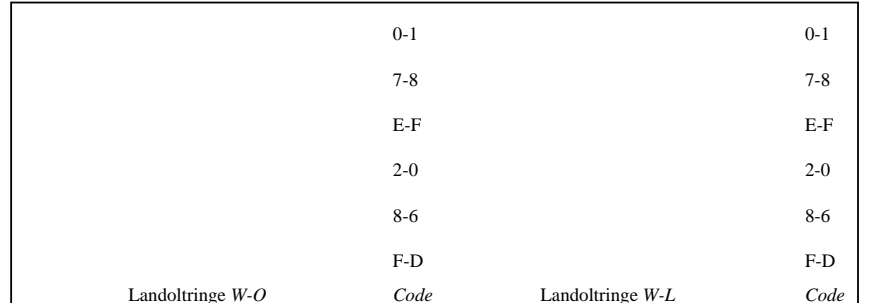 0-1 0-1
7-8 7-8
E-F E-F
2-0 2-0
8-6 8-6
F-D F-D
Landoltringe W-O Code Landoltringe W-L Code